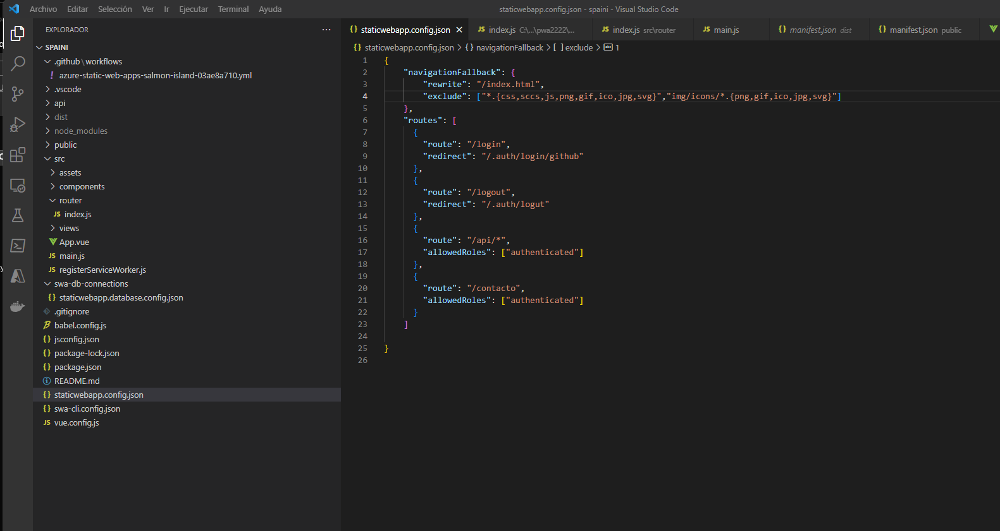 Archivo Editar Selección Ver Ir Ejecutar Terminal Ayuda
staticwebapp.config.json - spaini - Visual Studio Code
EXPLORADOR ...
SPAINI
.github\workflows
! azure-static-web-apps-salmon-island-03ae8a710.yml
.vscode
api
dist
node_modules
public
src
assets
components
router
JS index.js
views
App.vue
JS main.js
JS registerServiceWorker.js
swa-db-connections
{} staticwebapp.database.config.json
.gitignore
babel.config.js
{} jsconfig.json
{} package-lock.json
{} package.json
README.md
{} staticwebapp.config.json
{} swa-cli.config.json
JS vue.config.js
{} staticwebapp.config.json × JS index.js C:\...\pwa2222\... JS index.js src\router JS main.js {} manifest.json dist {} manifest.json public
{} staticwebapp.config.json > {} navigationFallback > [ ] exclude > abc 1
1 {
2 "navigationFallback": {
3 "rewrite": "/index.html",
4 "exclude": ["*.{css,sccs,js,png,gif,ico,jpg,svg}","img/icons/*.{png,gif,ico,jpg,svg}"]
5 },
6 "routes": [
7 {
8 "route": "/login",
9 "redirect": "/.auth/login/github"
10 },
11 {
12 "route": "/logout",
13 "redirect": "/.auth/logut"
14 },
15 {
16 "route": "/api/*",
17 "allowedRoles": ["authenticated"]
18 },
19 {
20 "route": "/contacto",
21 "allowedRoles": ["authenticated"]
22 }
23 ]
24
25 }
26